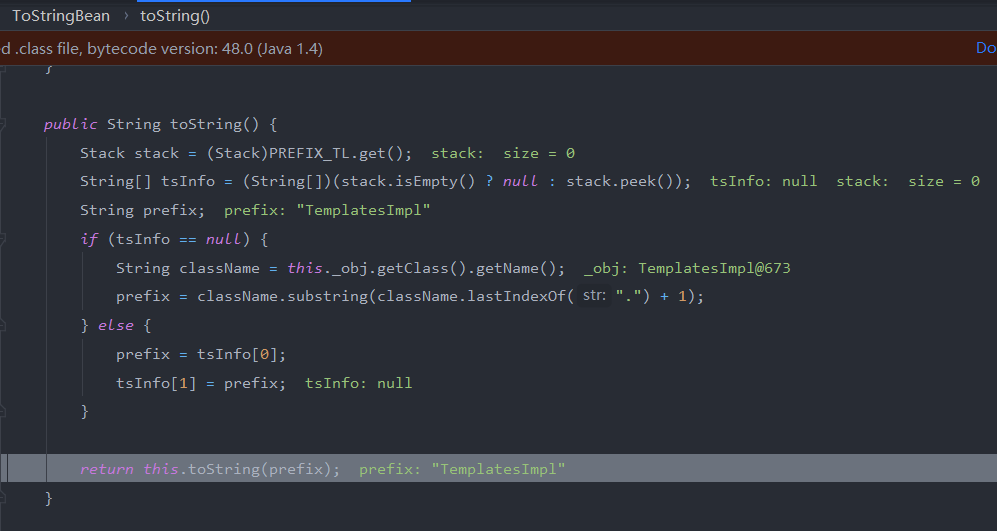 ToStringBean › toString()
d .class file, bytecode version: 48.0 (Java 1.4) Do
}
public String toString() {
Stack stack = (Stack)PREFIX_TL.get(); stack: size = 0
String[] tsInfo = (String[])(stack.isEmpty() ? null : stack.peek()); tsInfo: null stack: size = 0
String prefix; prefix: "TemplatesImpl"
if (tsInfo == null) {
String className = this._obj.getClass().getName(); _obj: TemplatesImpl@673
prefix = className.substring(className.lastIndexOf( str: ".") + 1);
} else {
prefix = tsInfo[0];
tsInfo[1] = prefix; tsInfo: null
}
return this.toString(prefix); prefix: "TemplatesImpl"
}